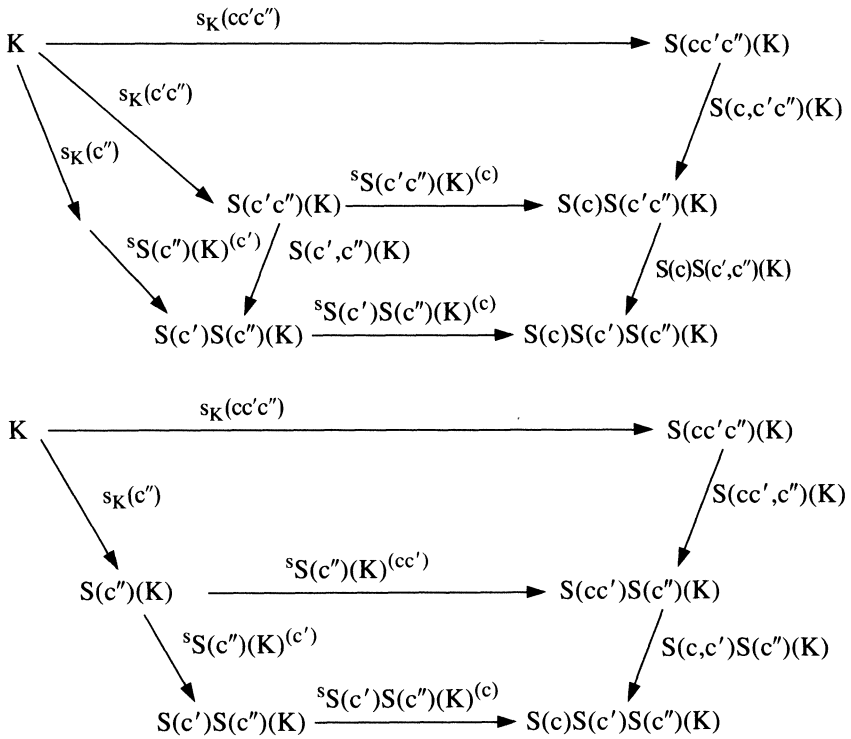 s_K(cc′c″)
K S(cc′c″)(K)
s_K(c′c″) S(c,c′c″)(K)
s_K(c″)
S(c′c″)(K) ^sS(c′c″)(K)^(c) S(c)S(c′c″)(K)
^sS(c″)(K)^(c′) S(c′,c″)(K) S(c)S(c′,c″)(K)
S(c′)S(c″)(K) ^sS(c′)S(c″)(K)^(c) S(c)S(c′)S(c″)(K)
s_K(cc′c″)
K S(cc′c″)(K)
s_K(c″) S(cc′,c″)(K)
S(c″)(K) ^sS(c″)(K)^(cc′) S(cc′)S(c″)(K)
^sS(c″)(K)^(c′) S(c,c′)S(c″)(K)
S(c′)S(c″)(K) ^sS(c′)S(c″)(K)^(c) S(c)S(c′)S(c″)(K)